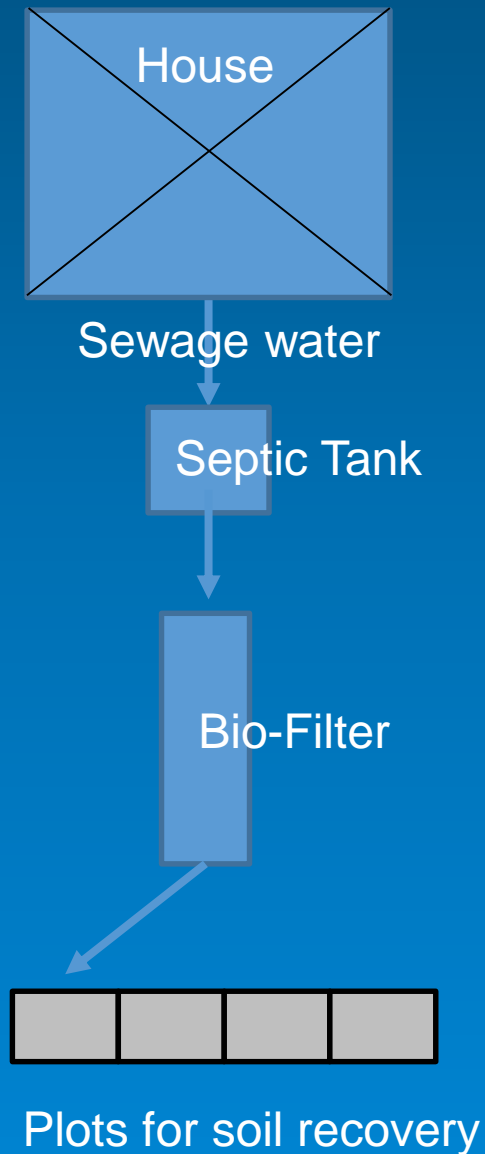 House
Sewage water
Septic Tank
Bio-Filter
Plots for soil recovery